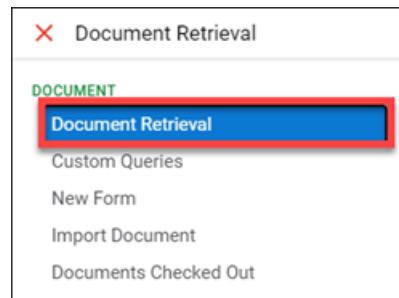 Document Retrieval
DOCUMENT
Document Retrieval
Custom Queries
New Form
Import Document
Documents Checked Out